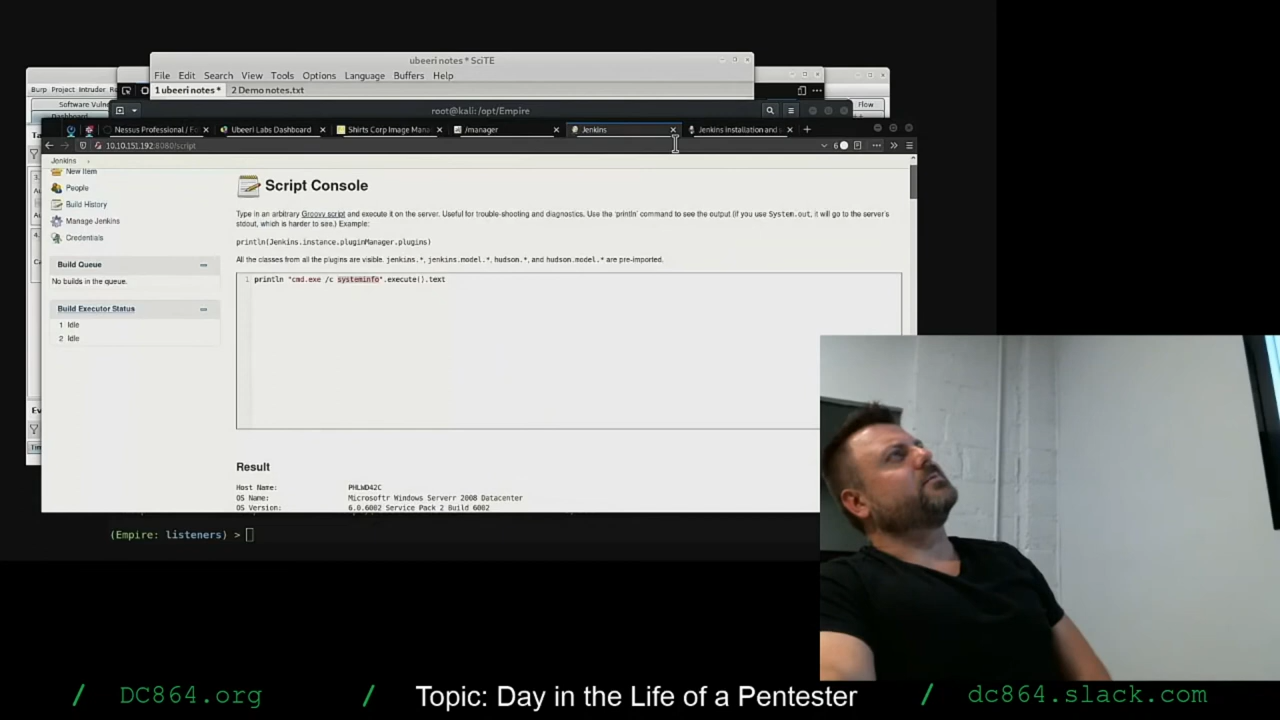 ubeeri notes * SciTE
File Edit Search View Tools Options Language Buffers Help
Burp Project Intruder
1 ubeeri notes * 2 Demo notes.txt
Software Vuln
Flow
root@kali: /opt/Empire
Nessus Professional / Fo Ubeeri Labs Dashboard Shirts Corp Image Mana /manager Jenkins Jenkins Installation and
10.10.151.192:8080/script
6
Jenkins
New Item
People
Build History
Manage Jenkins
Credentials
Build Queue
No builds in the queue.
Build Executor Status
1 Idle
2 Idle
Script Console
Type in an arbitrary Groovy script and execute it on the server. Useful for trouble-shooting and diagnostics. Use the 'println' command to see the output (if you use System.out, it will go to the server's
stdout, which is harder to see.) Example:
println(Jenkins.instance.pluginManager.plugins)
All the classes from all the plugins are visible. jenkins.*, jenkins.model.*, hudson.*, and hudson.model.* are pre-imported.
1 println "cmd.exe /c systeminfo".execute().text
Result
Host Name: PHLWD42C
OS Name: Microsoftr Windows Serverr 2008 Datacenter
OS Version: 6.0.6002 Service Pack 2 Build 6002
(Empire: listeners) >
/ DC864.org / Topic: Day in the Life of a Pentester / dc864.slack.com